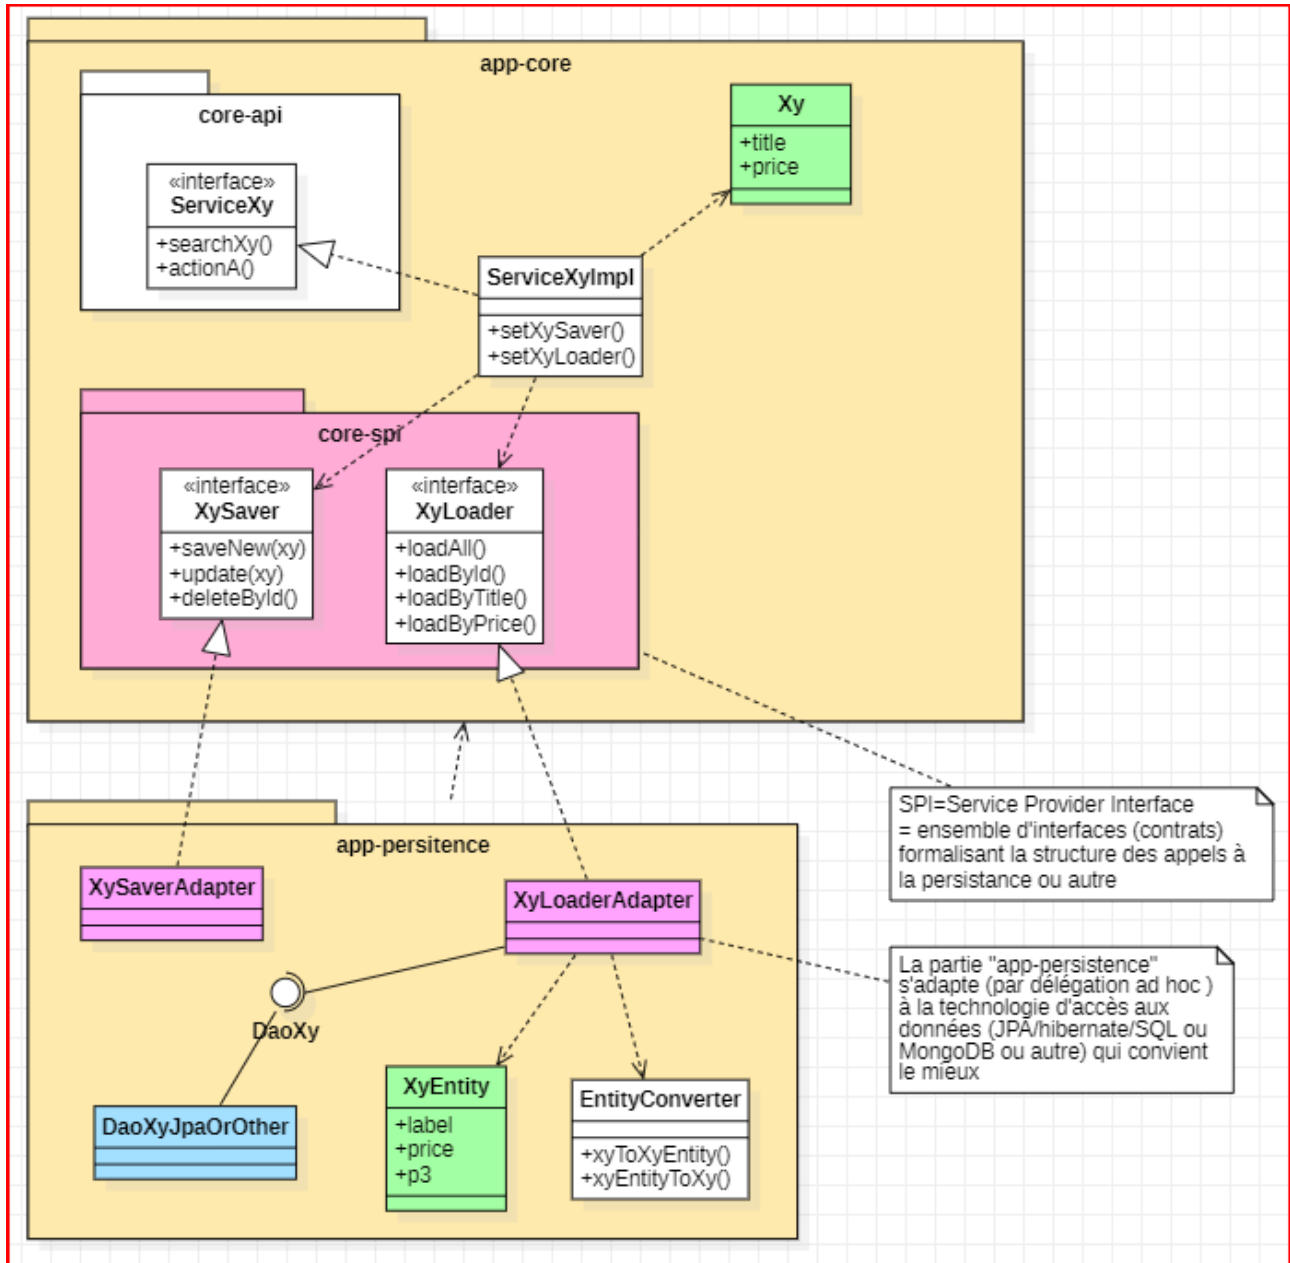 app-core
core-api
«interface»
ServiceXy
+searchXy()
+actionA()
Xy
+title
+price
ServiceXyImpl
+setXySaver()
+setXyLoader()
core-spi
«interface»
XySaver
+saveNew(xy)
+update(xy)
+deleteById()
«interface»
XyLoader
+loadAll()
+loadById()
+loadByTitle()
+loadByPrice()
SPI=Service Provider Interface
= ensemble d'interfaces (contrats)
formalisant la structure des appels à
la persistance ou autre
app-persitence
XySaverAdapter
XyLoaderAdapter
La partie "app-persistence"
s'adapte (par délégation ad hoc )
à la technologie d'accès aux
données (JPA/hibernate/SQL ou
MongoDB ou autre) qui convient
le mieux
DaoXy
DaoXyJpaOrOther
XyEntity
+label
+price
+p3
EntityConverter
+xyToXyEntity()
+xyEntityToXy()